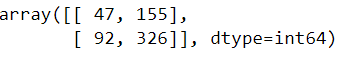 array([[ 47, 155],
       [ 92, 326]], dtype=int64)